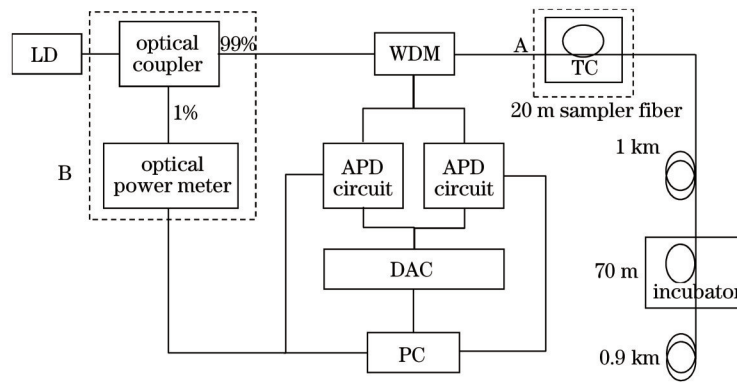 LD
optical
coupler
99%
WDM
A
TC
20 m sampler fiber
1%
B
optical
power meter
APD
circuit
APD
circuit
1 km
DAC
70 m
incubator
PC
0.9 km